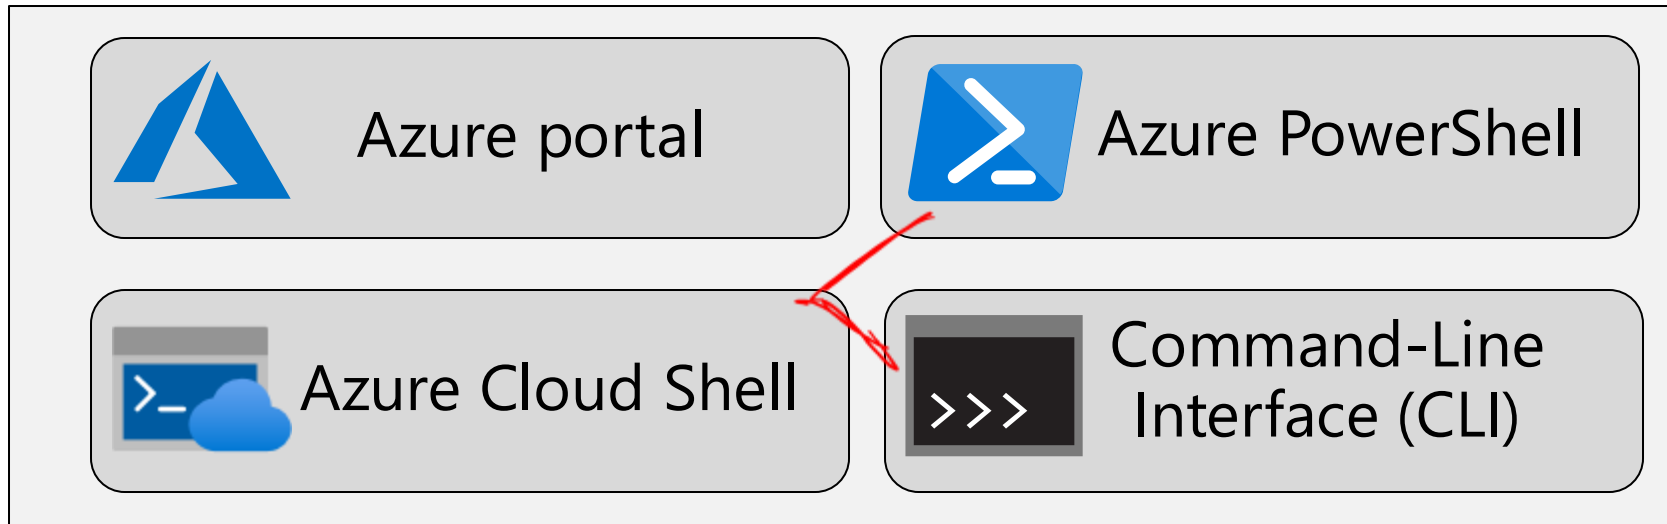 Azure portal
Azure PowerShell
Azure Cloud Shell
Command-Line
Interface (CLI)